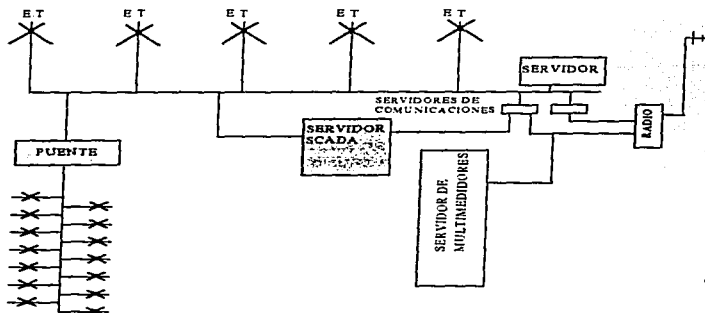 E T
E T
E T
E T
E T
SERVIDOR
SERVIDORES DE
COMUNICACIONES
SERVIDOR
SCADA
RADIO
PUENTE
SERVIDOR DE
MULTIMEDIDORES